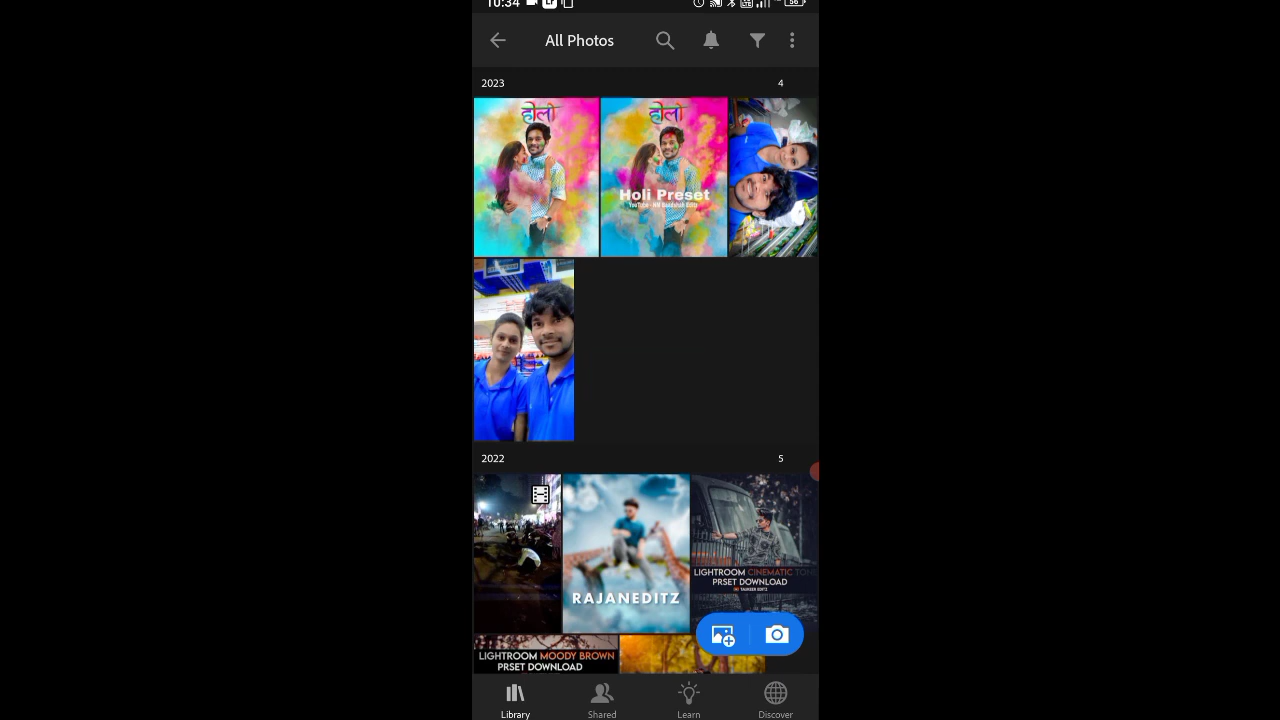 10:34
56
All Photos
2023
4
होली
होली
Holi Preset
2022
5
RAJANEDITZ
LIGHTROOM CINEMATIC TONE
PRSET DOWNLOAD
LIGHTROOM MOODY BROWN
PRSET DOWNLOAD
Library
Shared
Learn
Discover